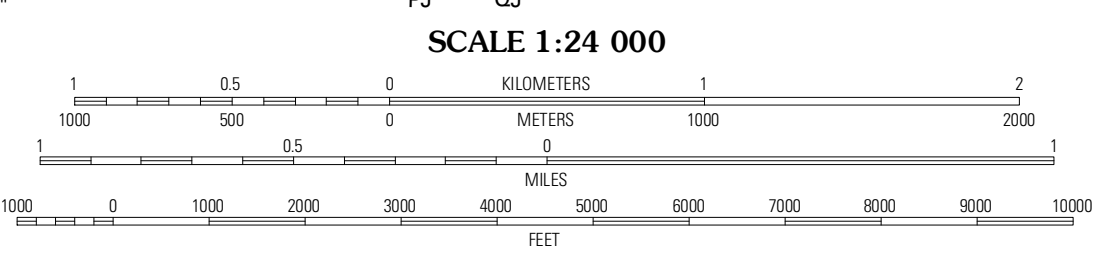 SCALE 1:24 000
1 0.5 0 KILOMETERS 1 2
1000 500 0 METERS 1000 2000
1 0.5 0 1
MILES
1000 0 1000 2000 3000 4000 5000 6000 7000 8000 9000 10000
FEET